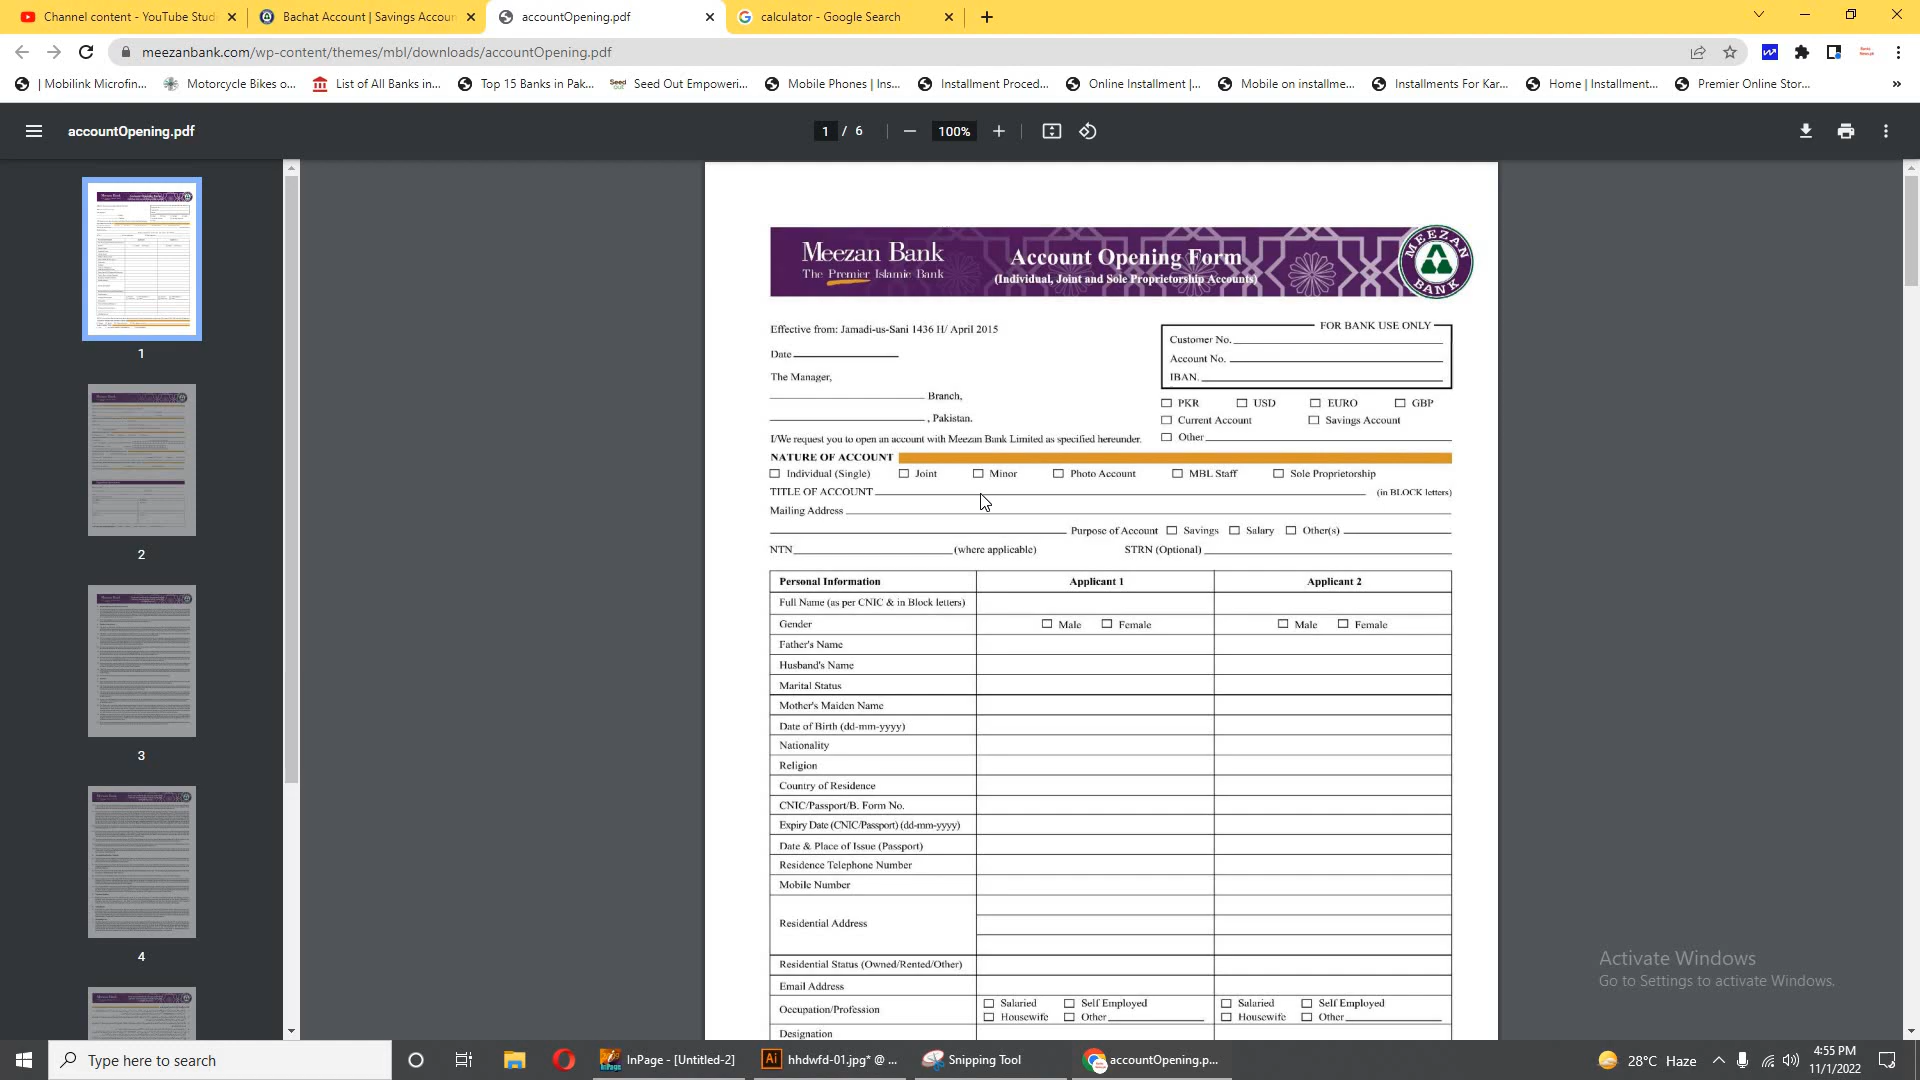 Channel content - YouTube Stud
Bachat Account | Savings Accoun
accountOpening.pdf
calculator - Google Search
meezanbank.com/wp-content/themes/mbl/downloads/accountOpening.pdf
| Mobilink Microfin...
Motorcycle Bikes o...
List of All Banks in...
Top 15 Banks in Pak...
Seed Out Empoweri...
Mobile Phones | Ins...
Installment Proced...
Online Installment |...
Mobile on installme...
Installments For Kar...
Home | Installment...
Premier Online Stor...
accountOpening.pdf
1 / 6
100%
1
2
3
4
Meezan Bank
The Premier Islamic Bank
Account Opening Form
(Individual, Joint and Sole Proprietorship Accounts)
MEEZAN BANK
Effective from: Jamadi-us-Sani 1436 H/ April 2015
FOR BANK USE ONLY
Customer No.
Account No.
IBAN.
Date
The Manager,
Branch,
, Pakistan.
PKR USD EURO GBP
Current Account Savings Account
Other
I/We request you to open an account with Meezan Bank Limited as specified hereunder.
NATURE OF ACCOUNT
Individual (Single) Joint Minor Photo Account MBL Staff Sole Proprietorship
TITLE OF ACCOUNT (in BLOCK letters)
Mailing Address
Purpose of Account Savings Salary Other(s)
NTN (where applicable) STRN (Optional)
Personal Information Applicant 1 Applicant 2
Full Name (as per CNIC & in Block letters)
Gender Male Female Male Female
Father's Name
Husband's Name
Marital Status
Mother's Maiden Name
Date of Birth (dd-mm-yyyy)
Nationality
Religion
Country of Residence
CNIC/Passport/B. Form No.
Expiry Date (CNIC/Passport) (dd-mm-yyyy)
Date & Place of Issue (Passport)
Residence Telephone Number
Mobile Number
Residential Address
Residential Status (Owned/Rented/Other)
Email Address
Occupation/Profession
Salaried Self Employed Salaried Self Employed
Housewife Other Housewife Other
Designation
Activate Windows
Go to Settings to activate Windows.
Type here to search
InPage - [Untitled-2]
hhdwfd-01.jpg* @ ...
Snipping Tool
accountOpening.p...
28°C Haze
4:55 PM
11/1/2022